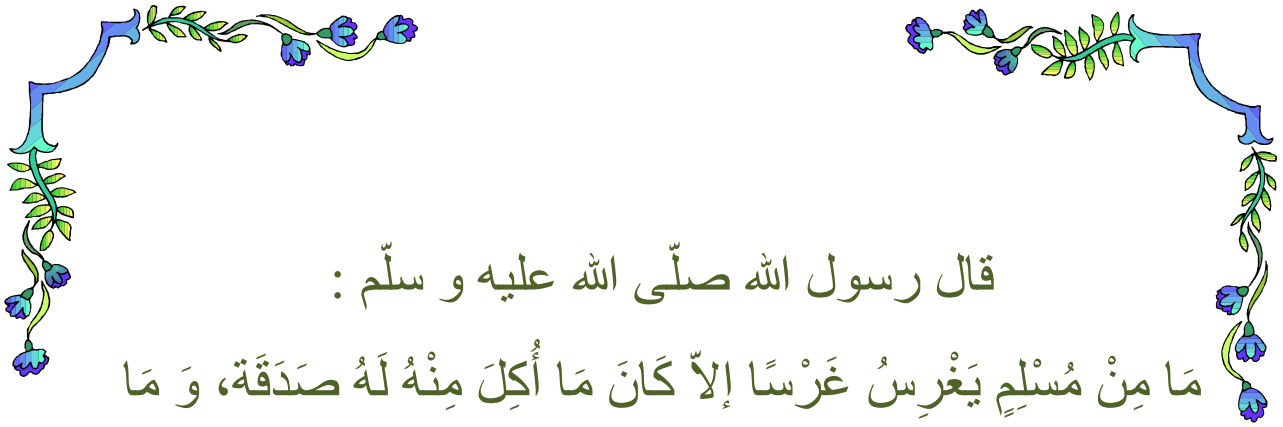 قال رسول الله صلّى الله عليه و سلّم :
مَا مِنْ مُسْلِمٍ يَغْرِسُ غَرْسًا إلاّ كَانَ مَا أُكِلَ مِنْهُ لَهُ صَدَقَة، وَ مَا